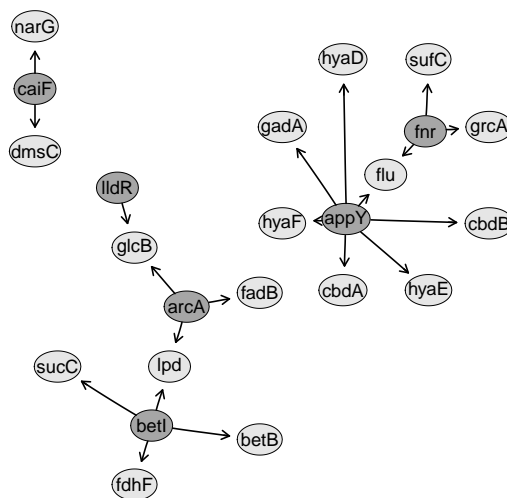 narG
hyaD
sufC
caiF
gadA
fnr
grcA
dmsC
flu
lldR
hyaF
appY
cbdB
glcB
cbdA
hyaE
fadB
arcA
sucC
lpd
betI
betB
fdhF